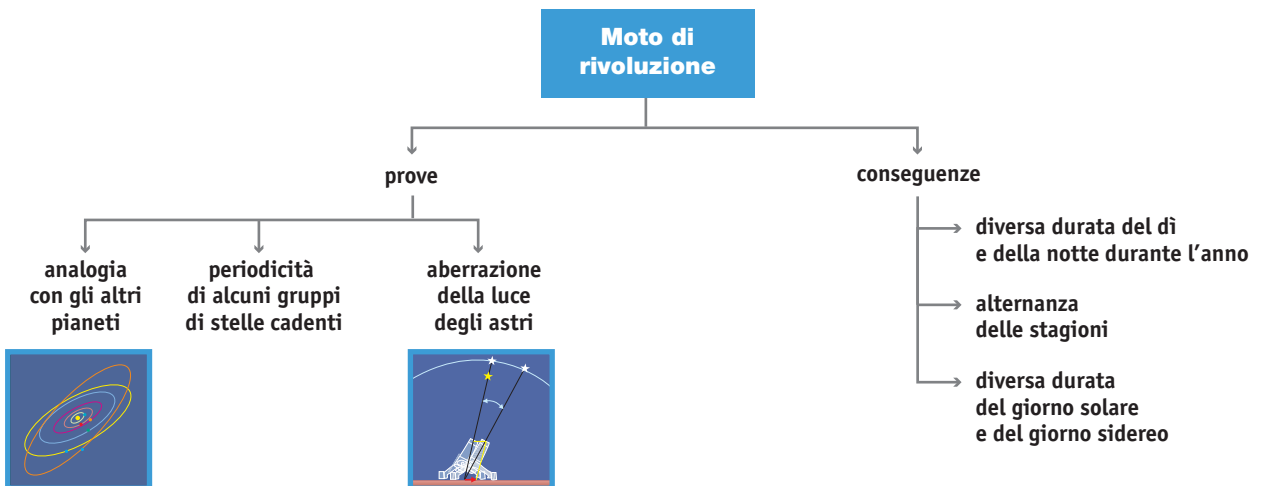 Moto di
rivoluzione
prove
analogia
con gli altri
pianeti
periodicità
di alcuni gruppi
di stelle cadenti
aberrazione
della luce
degli astri
conseguenze
diversa durata del dì
e della notte durante l'anno
alternanza
delle stagioni
diversa durata
del giorno solare
e del giorno sidereo